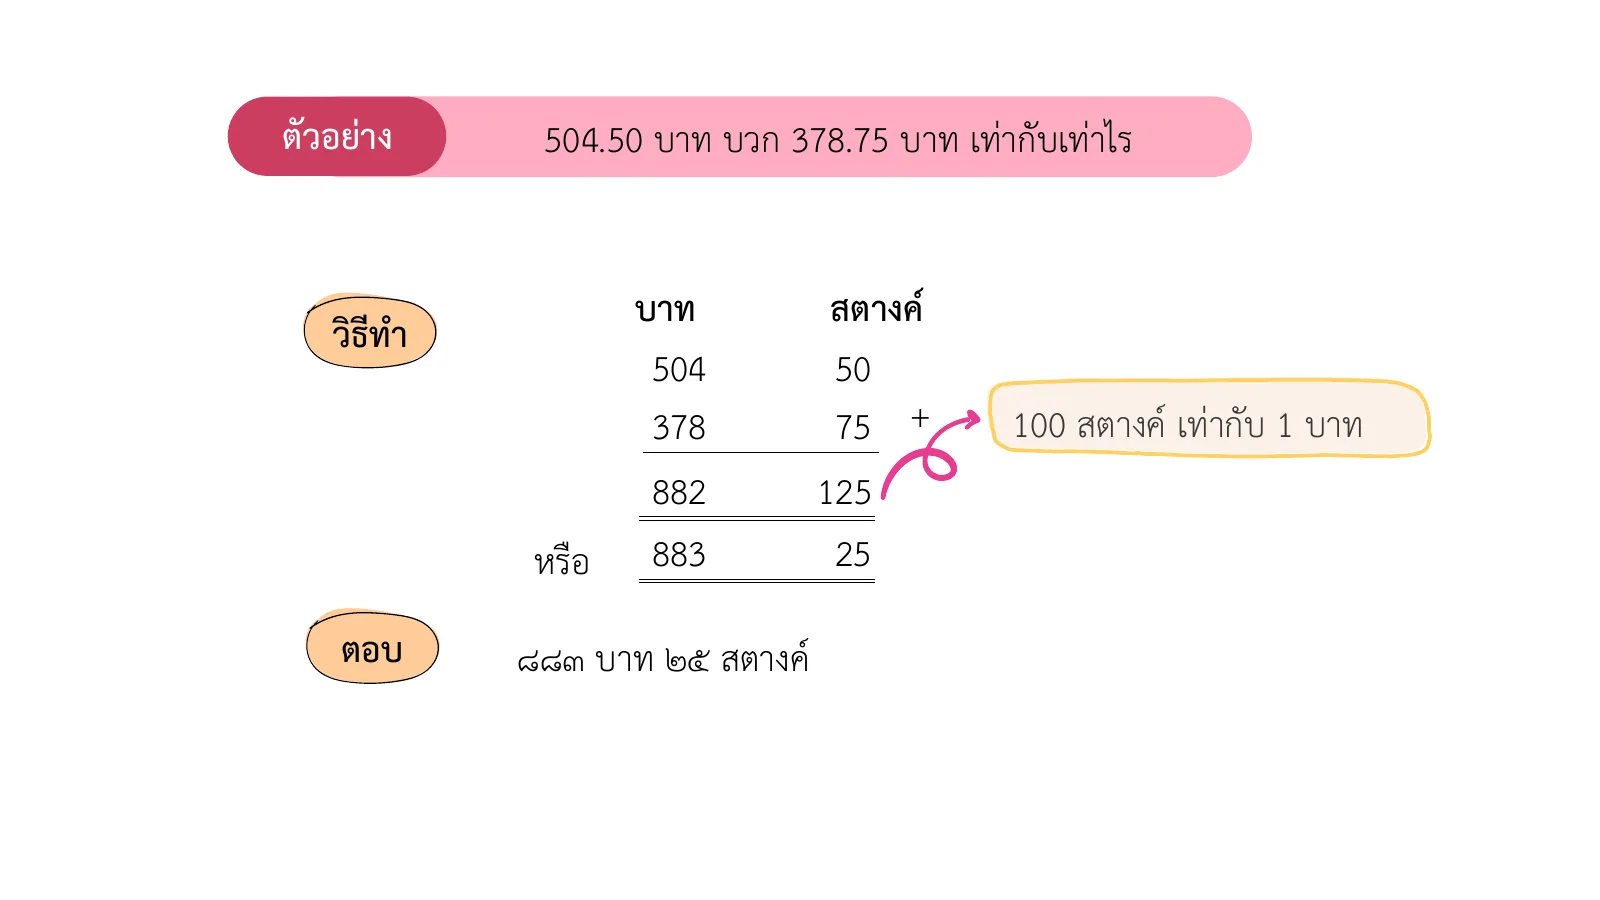 ตัวอย่าง 504.50 บาท บวก 378.75 บาท เท่ากับเท่าไร
วิธีทำ บาท สตางค์
504 50
378 75 +
100 สตางค์ เท่ากับ 1 บาท
882 125
หรือ 883 25
ตอบ ๘๘๓ บาท ๒๕ สตางค์